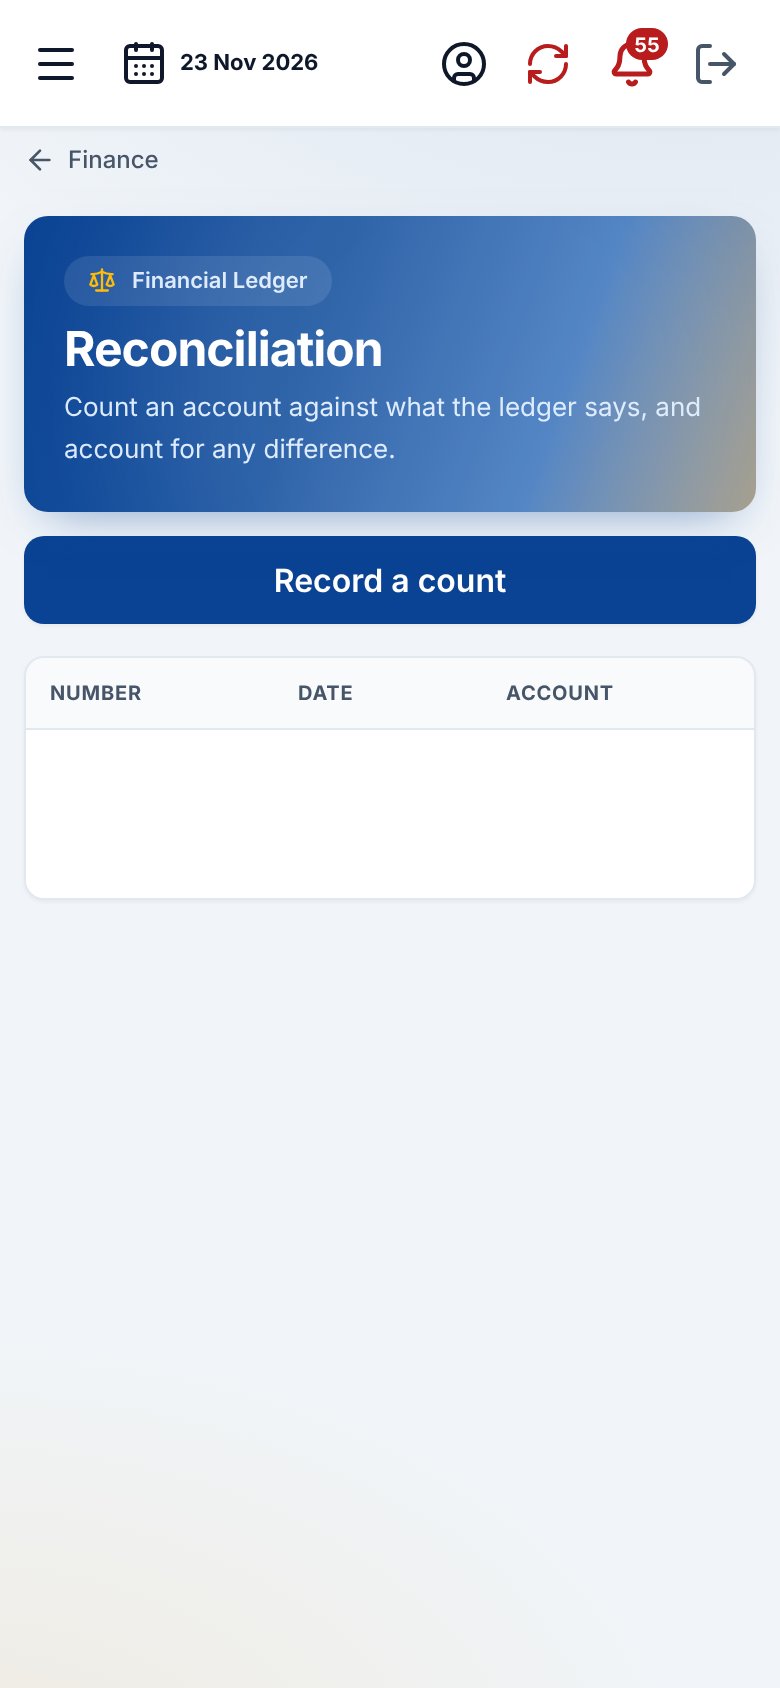 23 Nov 2026
55
Finance
Financial Ledger
Reconciliation
Count an account against what the ledger says, and
account for any difference.
Record a count
NUMBER DATE ACCOUNT